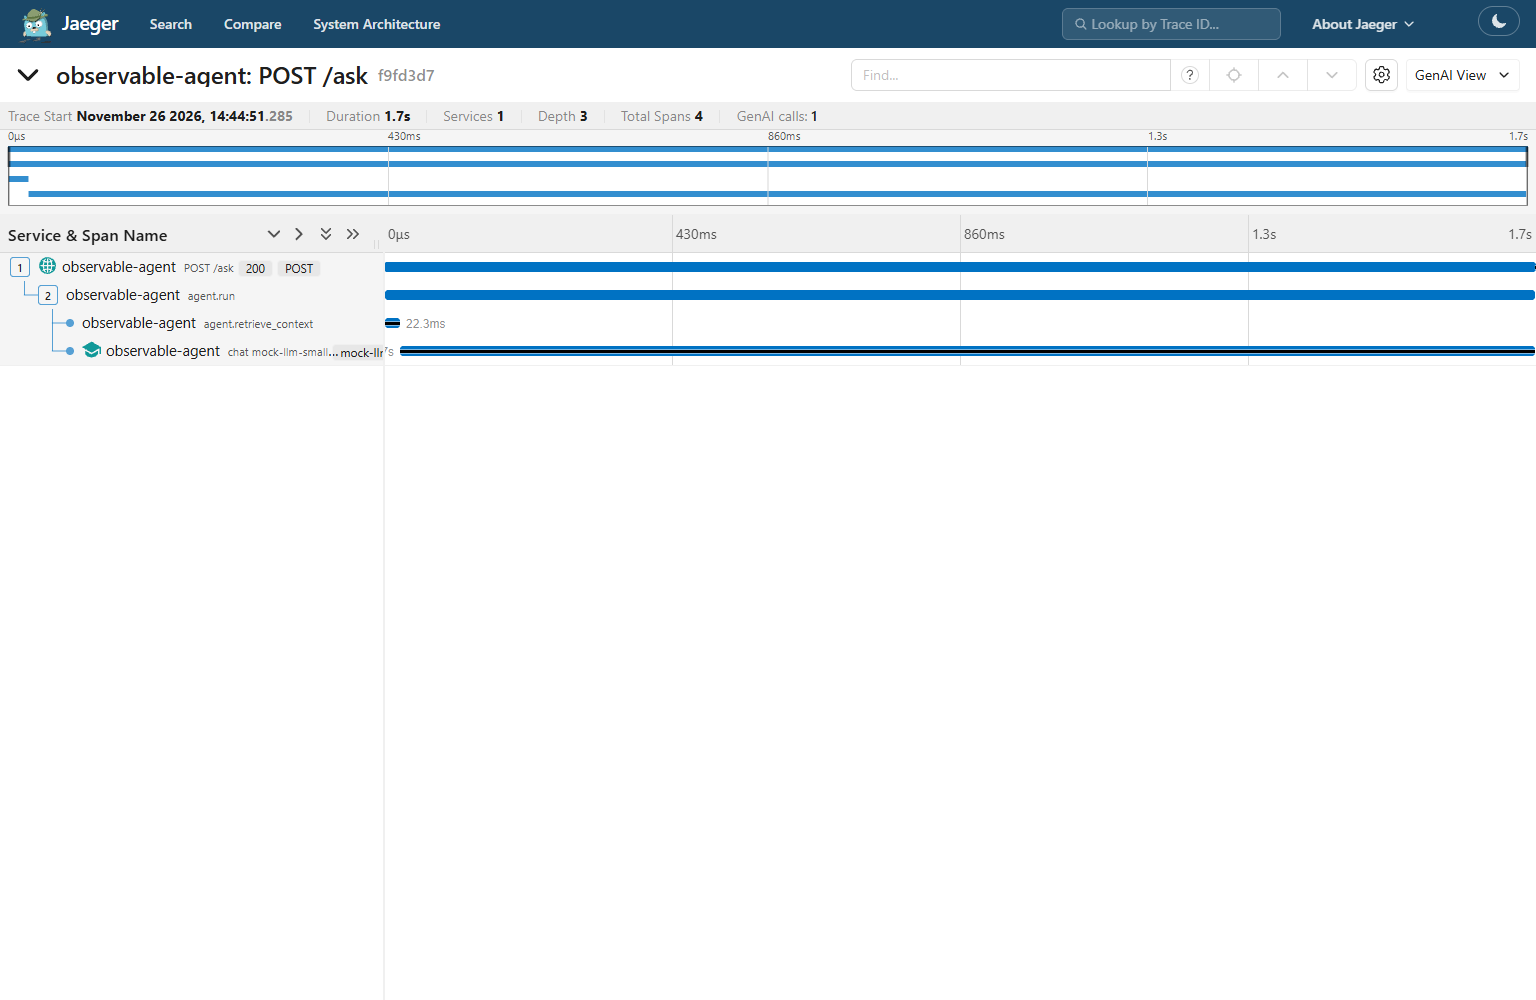 Jaeger Search Compare System Architecture Lookup by Trace ID... About Jaeger
observable-agent: POST /ask f9fd3d7 Find... ? GenAI View
Trace Start November 26 2026, 14:44:51.285 Duration 1.7s Services 1 Depth 3 Total Spans 4 GenAI calls: 1
0μs 430ms 860ms 1.3s 1.7s
Service & Span Name 0μs 430ms 860ms 1.3s 1.7s
1 observable-agent POST /ask 200 POST
2 observable-agent agent.run
observable-agent agent.retrieve_context 22.3ms
observable-agent chat mock-llm-small...